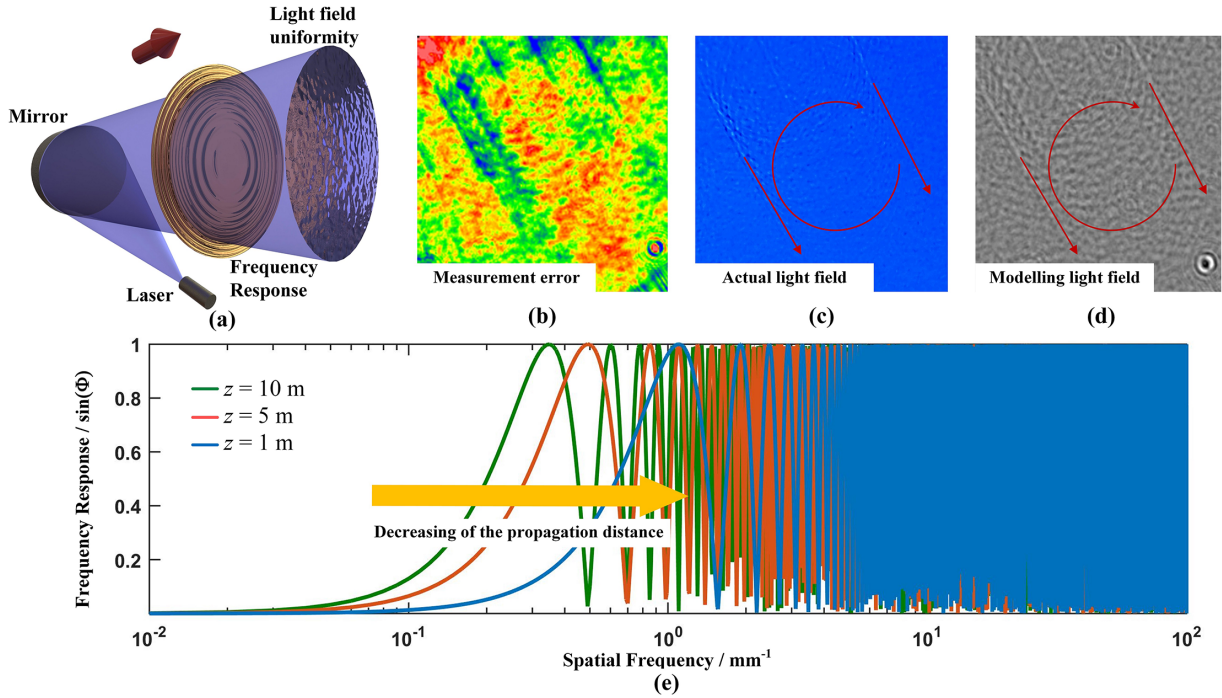 Light field
uniformity
Mirror
Laser
Frequency
Response
(a)
Measurement error
(b)
Actual light field
(c)
Modelling light field
(d)
Frequency Response / sin(Φ)
1
0.8
0.6
0.4
0.2
z = 10 m
z = 5 m
z = 1 m
Decreasing of the propagation distance
10⁻² 10⁻¹ 10⁰ 10¹ 10²
Spatial Frequency / mm⁻¹
(e)